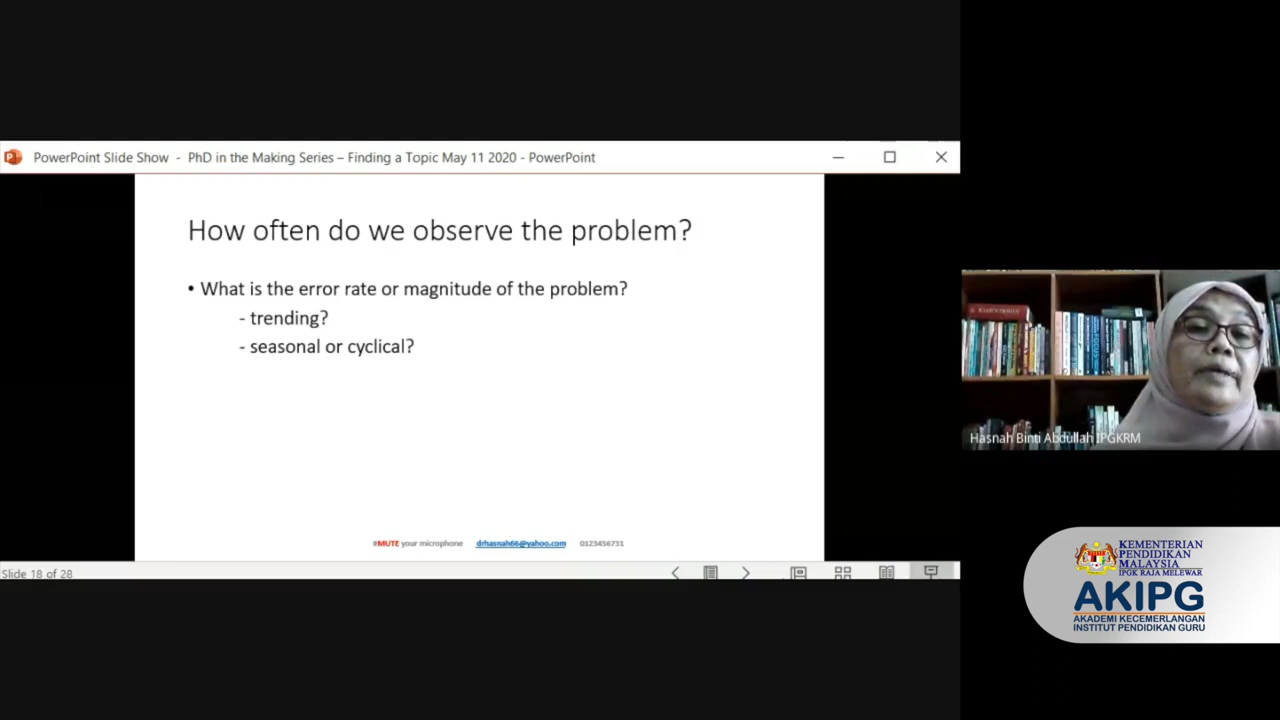 PowerPoint Slide Show - PhD in the Making Series – Finding a Topic May 11 2020 - PowerPoint
How often do we observe the problem?
• What is the error rate or magnitude of the problem?
- trending?
- seasonal or cyclical?
#MUTE your microphone drhasnah66@yahoo.com 0123456731
Slide 18 of 28
Hasnah Binti Abdullah IPGKRM
KEMENTERIAN
PENDIDIKAN
MALAYSIA
IPGK RAJA MELEWAR
AKIPG
AKADEMI KECEMERLANGAN
INSTITUT PENDIDIKAN GURU